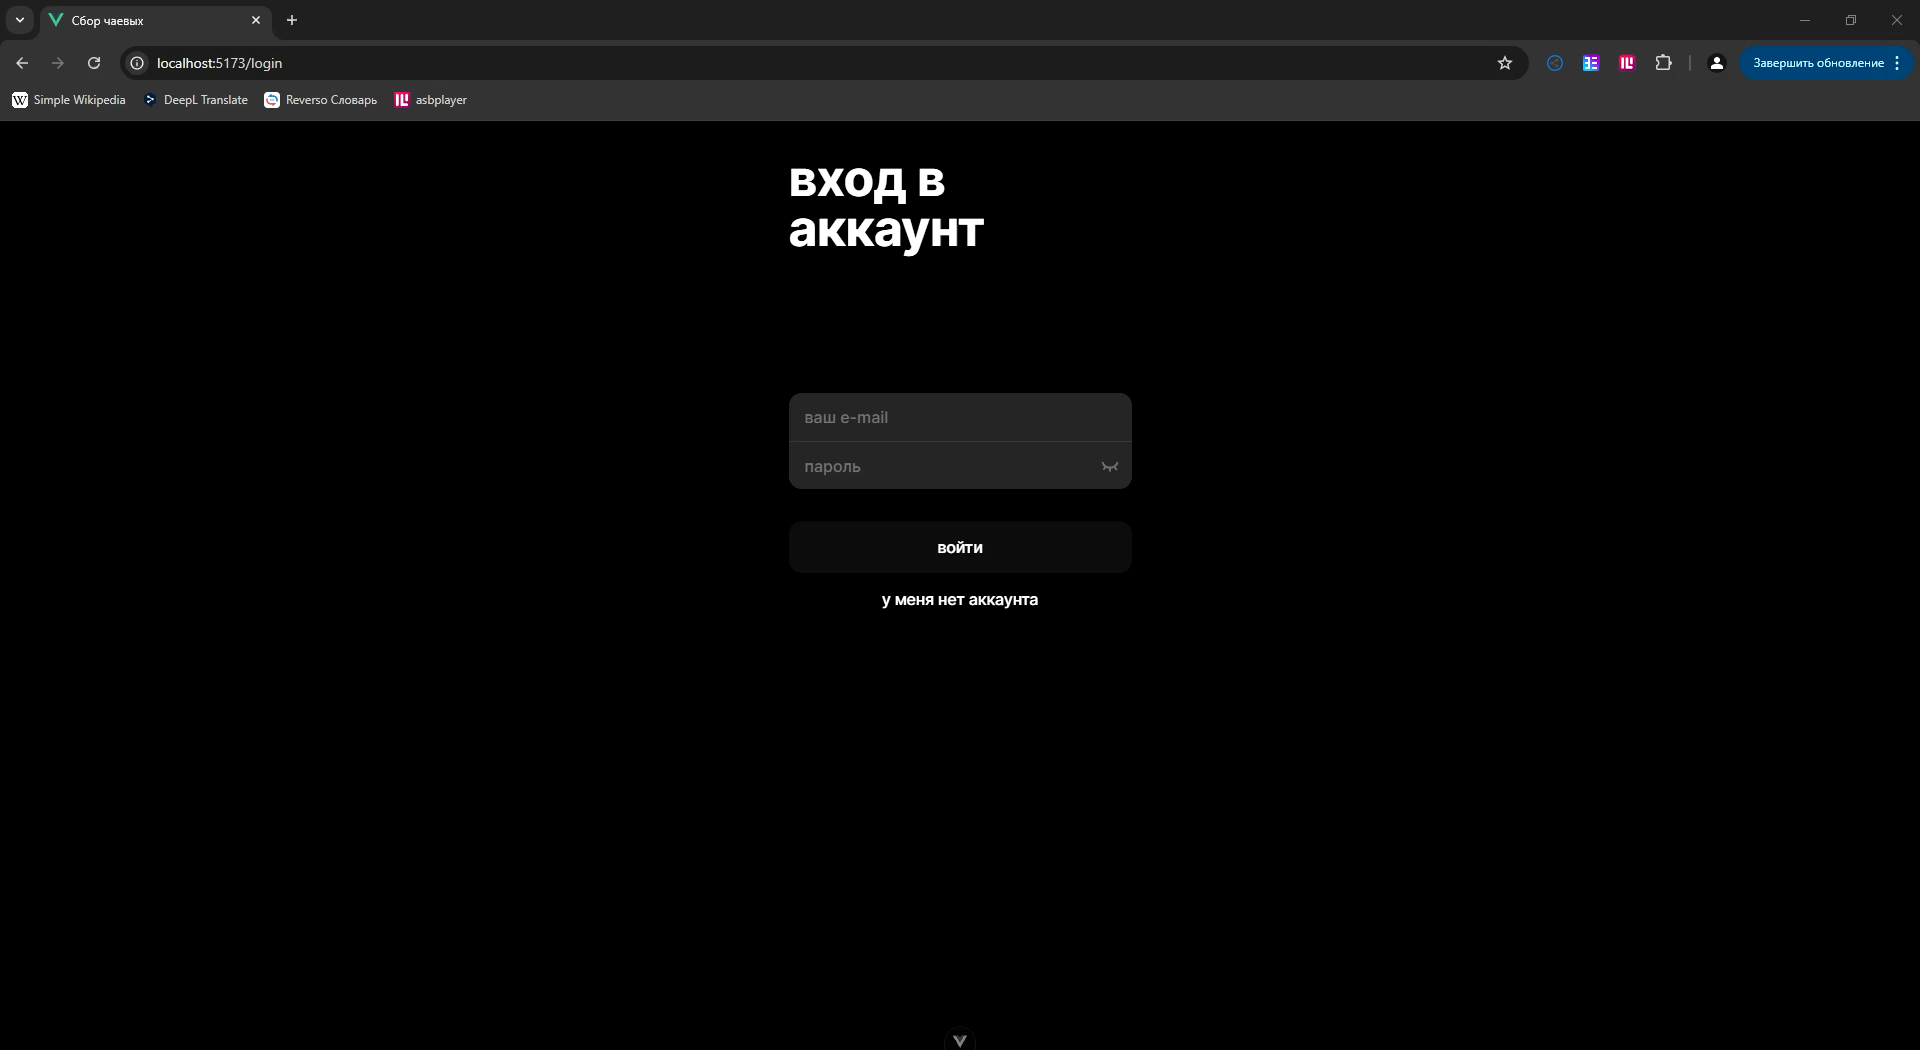 Сбор чаевых
localhost:5173/login
Завершить обновление
Simple Wikipedia
DeepL Translate
Reverso Словарь
asbplayer
вход в
аккаунт
ваш e-mail
пароль
войти
у меня нет аккаунта